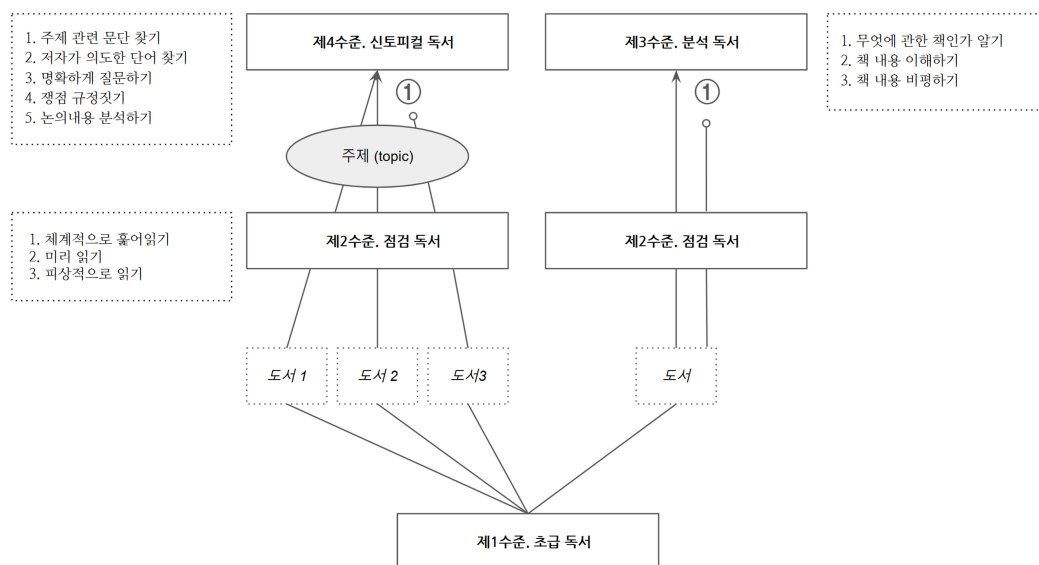 1. 주제 관련 문단 찾기
2. 저자가 의도한 단어 찾기
3. 명확하게 질문하기
4. 쟁점 규정짓기
5. 논의내용 분석하기
제4수준. 신토피컬 독서
제3수준. 분석 독서
1. 무엇에 관한 책인가 알기
2. 책 내용 이해하기
3. 책 내용 비평하기
①
①
주제 (topic)
1. 체계적으로 훑어읽기
2. 미리 읽기
3. 피상적으로 읽기
제2수준. 점검 독서
제2수준. 점검 독서
도서 1
도서 2
도서3
도서
제1수준. 초급 독서